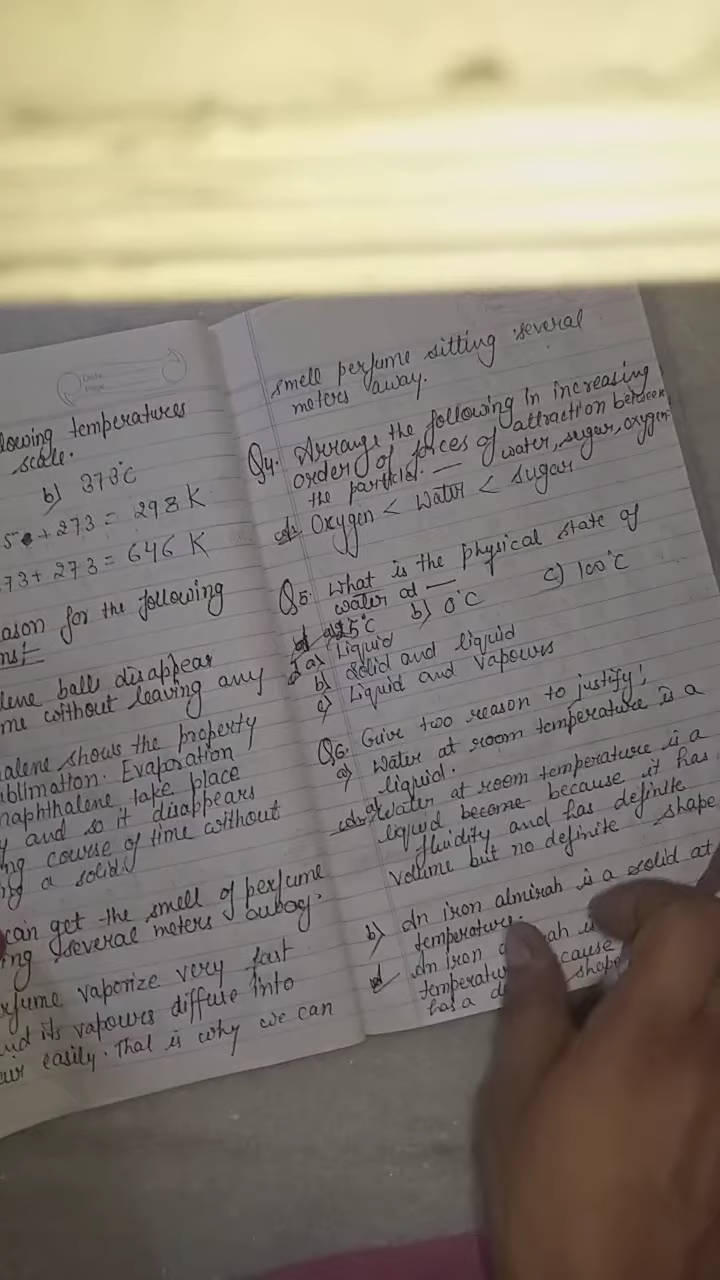 lowing temperatures
scale.
b) 373°C
+ 273 = 298 K
73 + 273 = 646 K
ason for the following
lene balls disappear
me without leaving any
alene shows the property
ublimation. Evaporation
naphthalene take place
y and so it disappears
ng course of time without
ng a solid.
can get the smell of perfume
ing several meters
rfume vaporize very fast
nd its vapours diffuse into
air easily. That is why we can
smell perfume sitting several
meters away.
Q4. Arrange the following in increasing
order of forces of attraction between
the particles. — water, sugar, oxygen
Oxygen < Water < sugar
Q5. What is the physical state of
water at —
a) 25°C b) 0°C c) 100°C
a) Liquid
b) solid and liquid
c) Liquid and vapours
Q6. Give two reason to justify!
a) Water at room temperature is a
liquid.
Water at room temperature is a
liquid become because it has
fluidity and has definite
volume but no definite shape
b) An iron almirah is a solid at
temperature.
An iron
has a